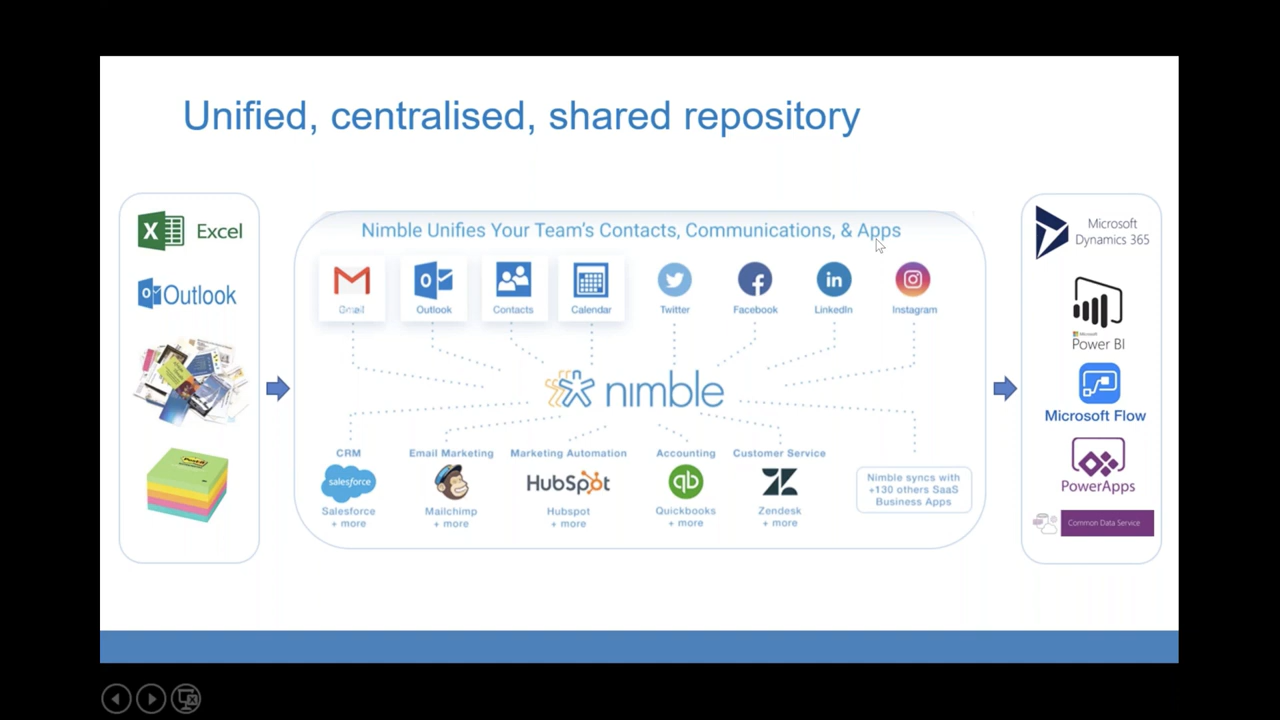 Unified, centralised, shared repository
Excel
Outlook
Nimble Unifies Your Team's Contacts, Communications, & Apps
Gmail
Outlook
Contacts
Calendar
Twitter
Facebook
LinkedIn
Instagram
nimble
CRM
salesforce
Salesforce
+ more
Email Marketing
Mailchimp
+ more
Marketing Automation
HubSpot
Hubspot
+ more
Accounting
qb
Quickbooks
+ more
Customer Service
Zendesk
+ more
Nimble syncs with
+130 others SaaS
Business Apps
Microsoft
Dynamics 365
Microsoft
Power BI
Microsoft Flow
PowerApps
Common Data Service